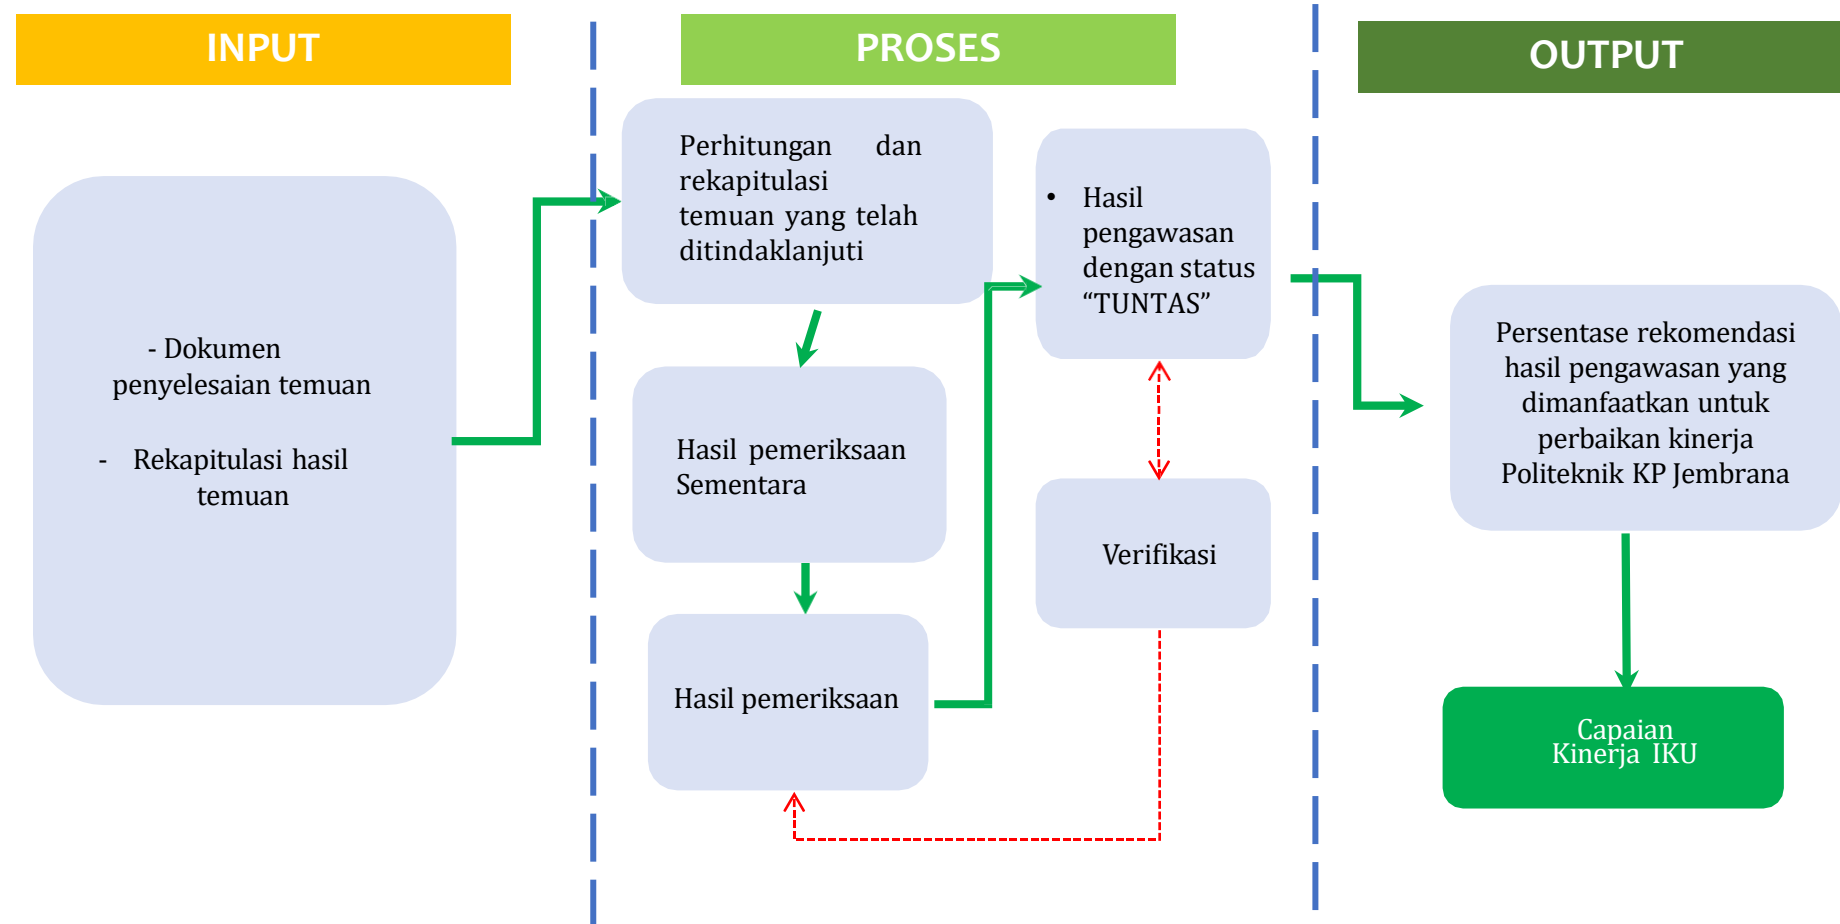 INPUT
- Dokumen
penyelesaian temuan
- Rekapitulasi hasil
temuan
PROSES
Perhitungan dan
rekapitulasi
temuan yang telah
ditindaklanjuti
Hasil pemeriksaan
Sementara
Hasil pemeriksaan
• Hasil
pengawasan
dengan status
“TUNTAS”
Verifikasi
OUTPUT
Persentase rekomendasi
hasil pengawasan yang
dimanfaatkan untuk
perbaikan kinerja
Politeknik KP Jembrana
Capaian
Kinerja IKU